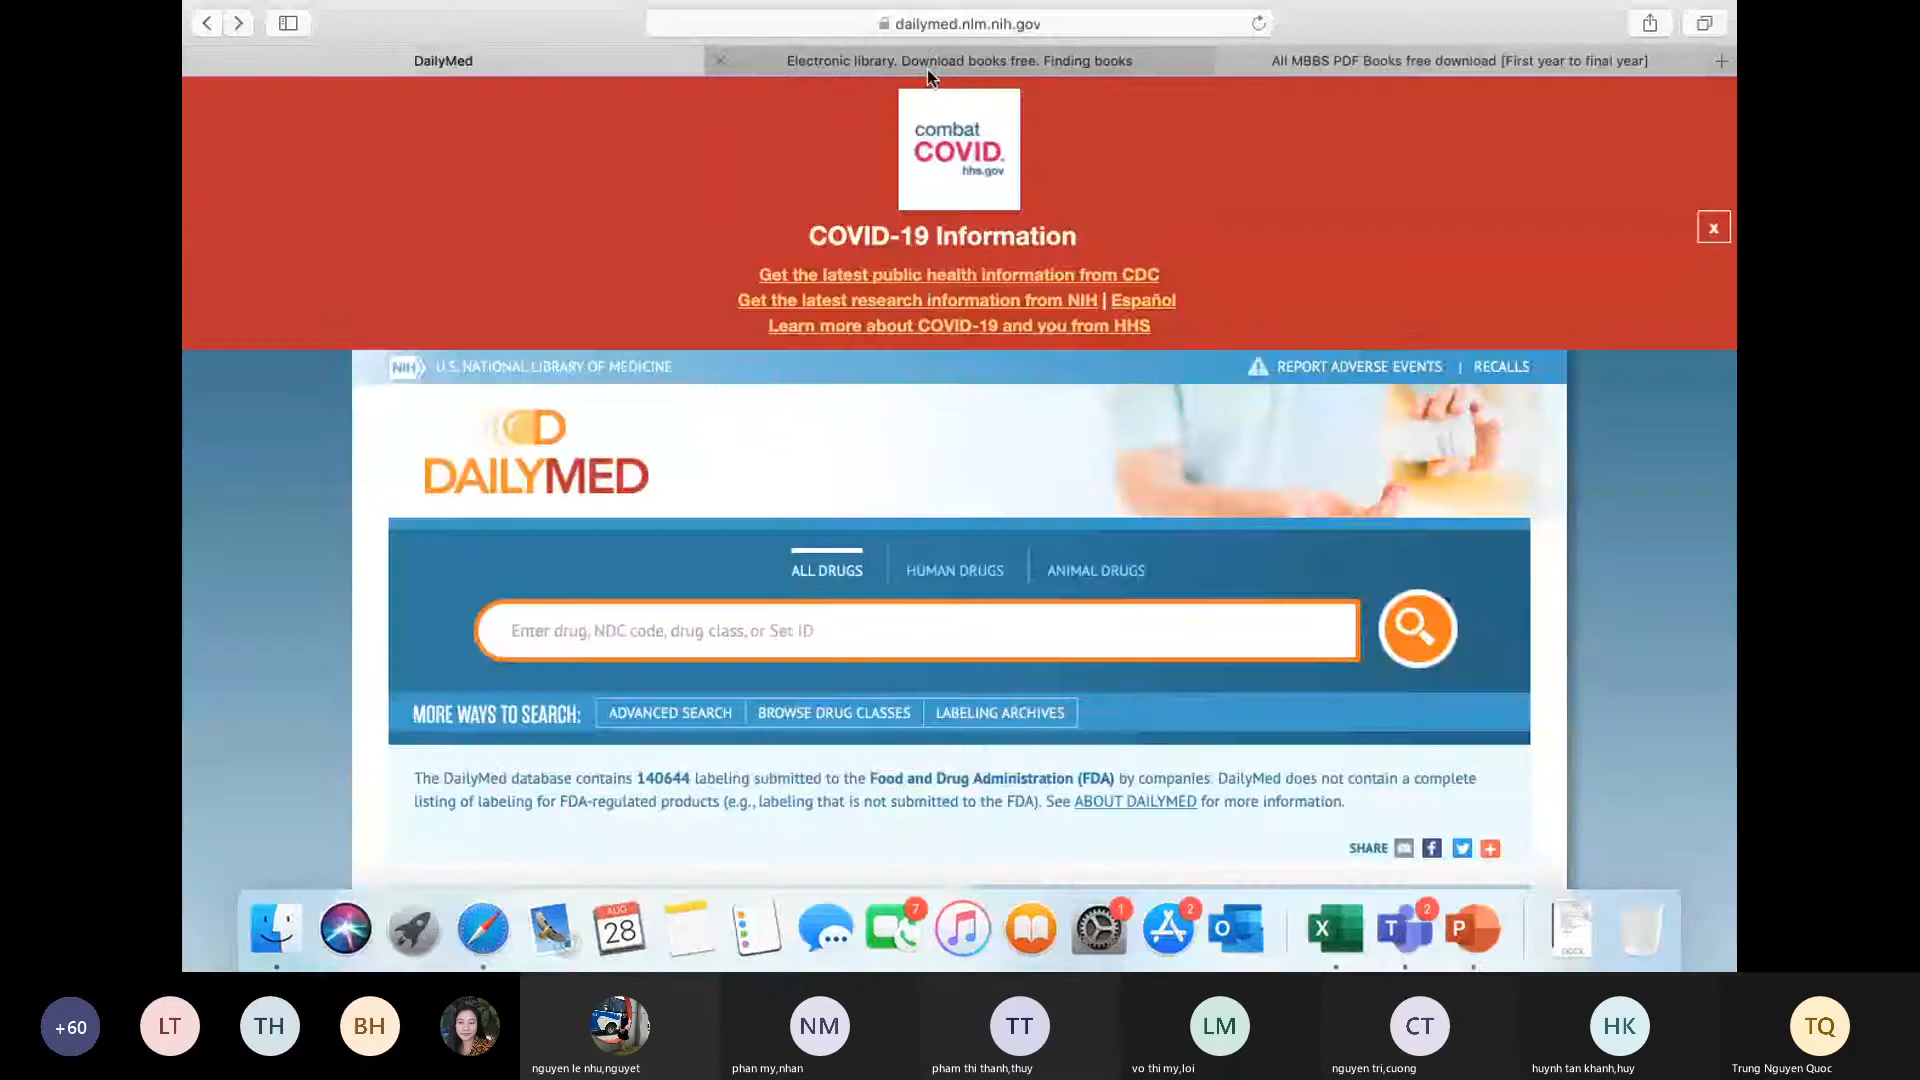 dailymed.nlm.nih.gov
DailyMed
Electronic library. Download books free. Finding books
All MBBS PDF Books free download [First year to final year]
combat
COVID.
hhs.gov
COVID-19 Information
x
Get the latest public health information from CDC
Get the latest research information from NIH | Español
Learn more about COVID-19 and you from HHS
NIH U.S. NATIONAL LIBRARY OF MEDICINE
REPORT ADVERSE EVENTS | RECALLS
DAILYMED
ALL DRUGS
HUMAN DRUGS
ANIMAL DRUGS
Enter drug, NDC code, drug class, or Set ID
MORE WAYS TO SEARCH:
ADVANCED SEARCH
BROWSE DRUG CLASSES
LABELING ARCHIVES
The DailyMed database contains 140644 labeling submitted to the Food and Drug Administration (FDA) by companies. DailyMed does not contain a complete
listing of labeling for FDA-regulated products (e.g., labeling that is not submitted to the FDA). See ABOUT DAILYMED for more information.
SHARE
AUG
28
7
1
2
O
X
T
2
P
DOCX
+60
LT
TH
BH
NM
TT
LM
CT
HK
TQ
nguyen le nhu,nguyet
phan my,nhan
pham thi thanh,thuy
vo thi my,loi
nguyen tri,cuong
huynh tan khanh,huy
Trung Nguyen Quoc